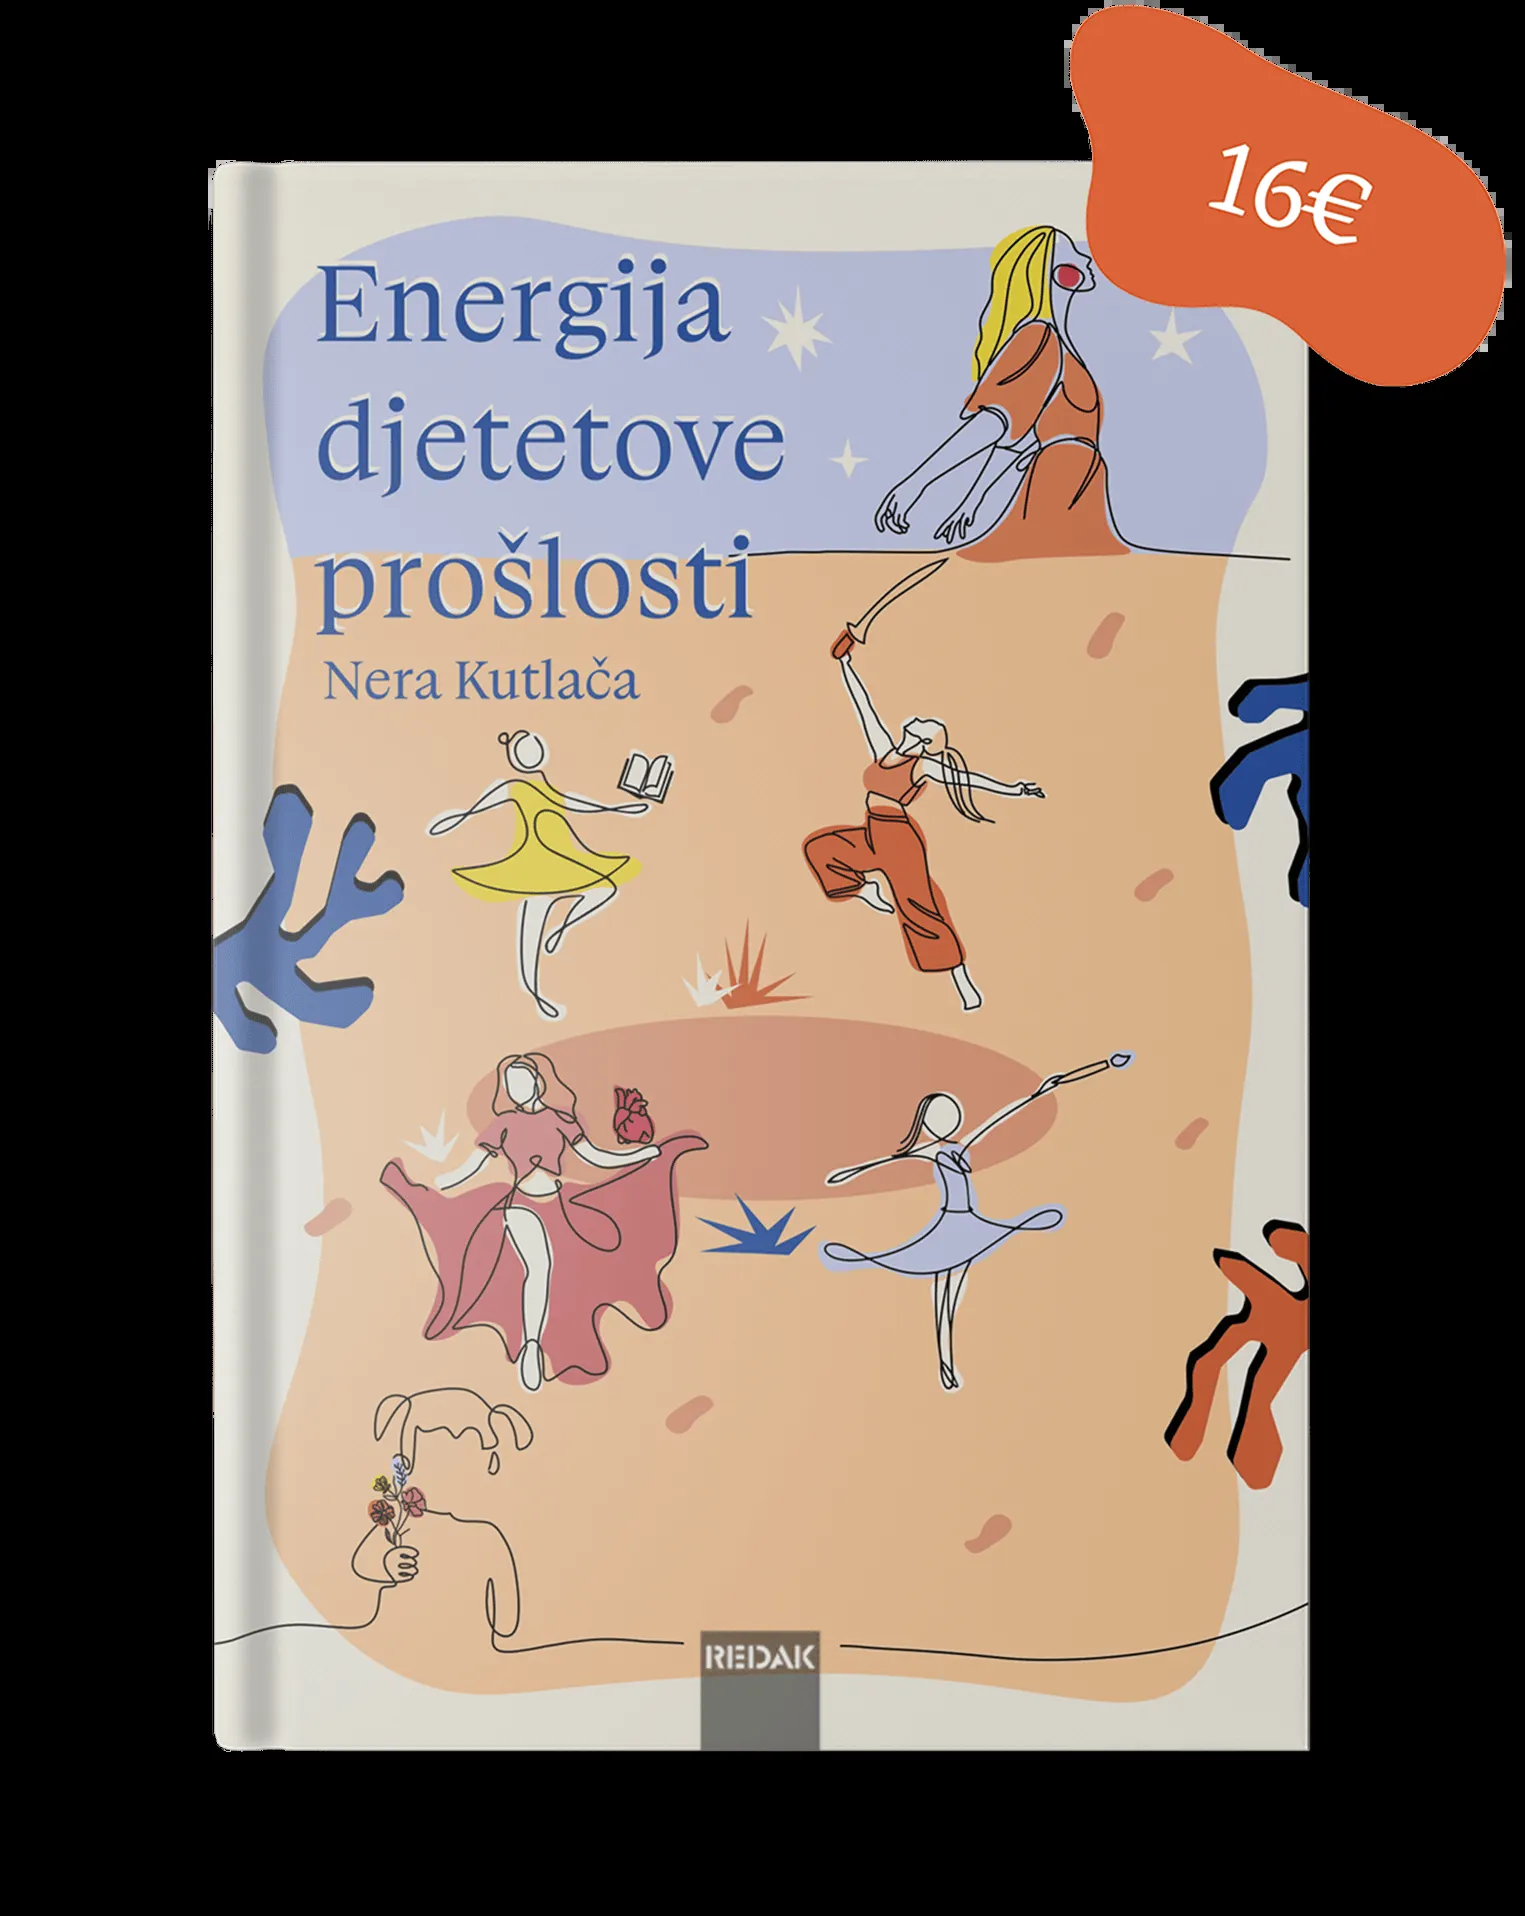 16€
Energija
djetetove
prošlosti
Nera Kutlača
REDAK